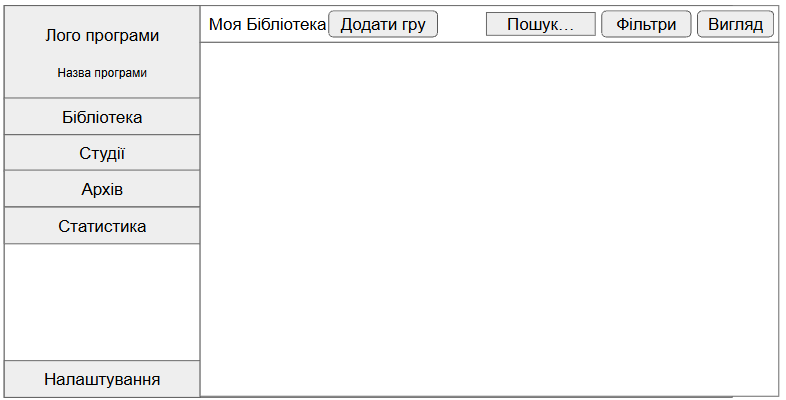 Лого програми
Назва програми
Бібліотека
Студії
Архів
Статистика
Налаштування
Моя Бібліотека Додати гру Пошук... Фільтри Вигляд